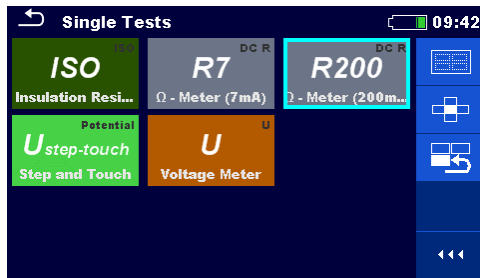 Single Tests 09:42
ISO
ISO
Insulation Resi...
DC R
R7
Ω - Meter (7mA)
DC R
R200
Ω - Meter (200m...
Potential
Ustep-touch
Step and Touch
U
U
Voltage Meter